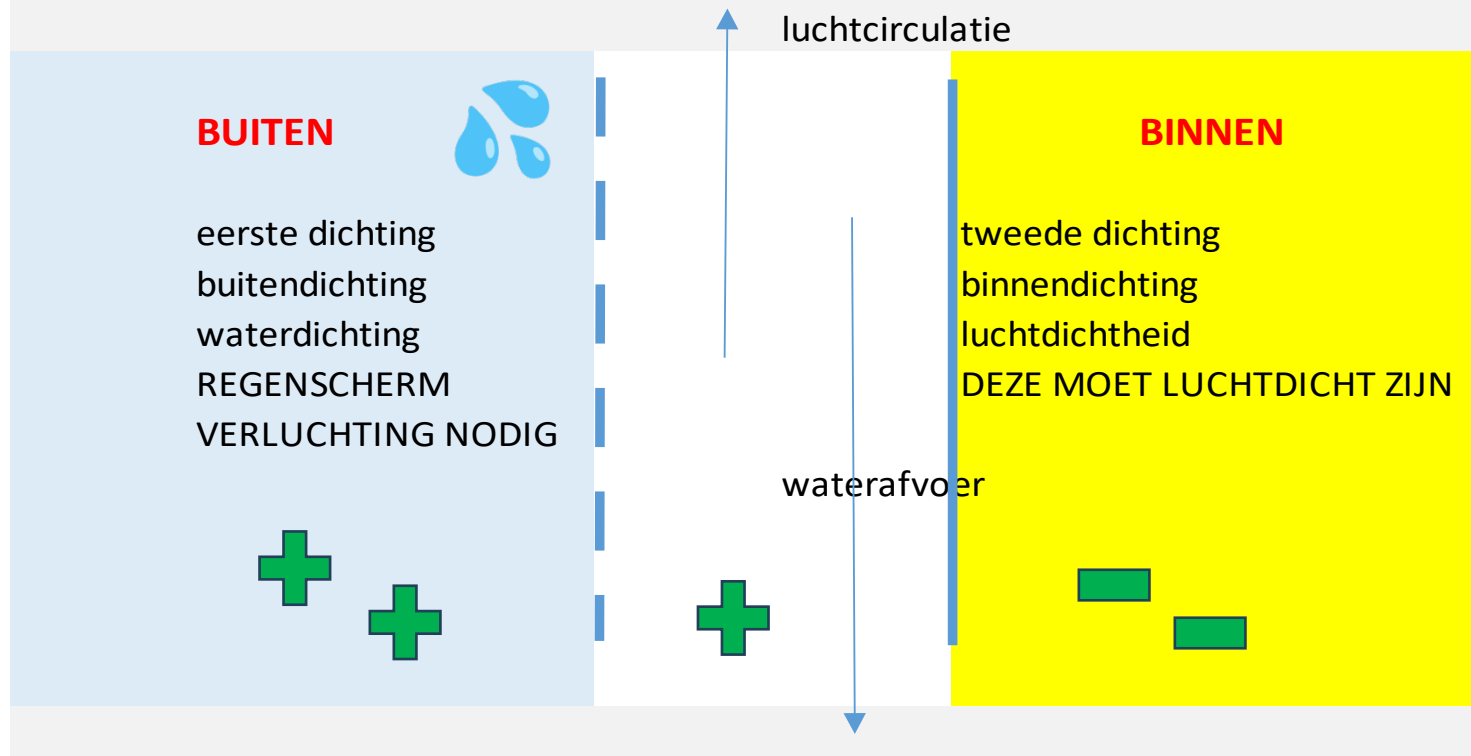 luchtcirculatie
BUITEN
eerste dichting
buitendichting
waterdichting
REGENSCHERM
VERLUCHTING NODIG
waterafvoer
BINNEN
tweede dichting
binnendichting
luchtdichtheid
DEZE MOET LUCHTDICHT ZIJN